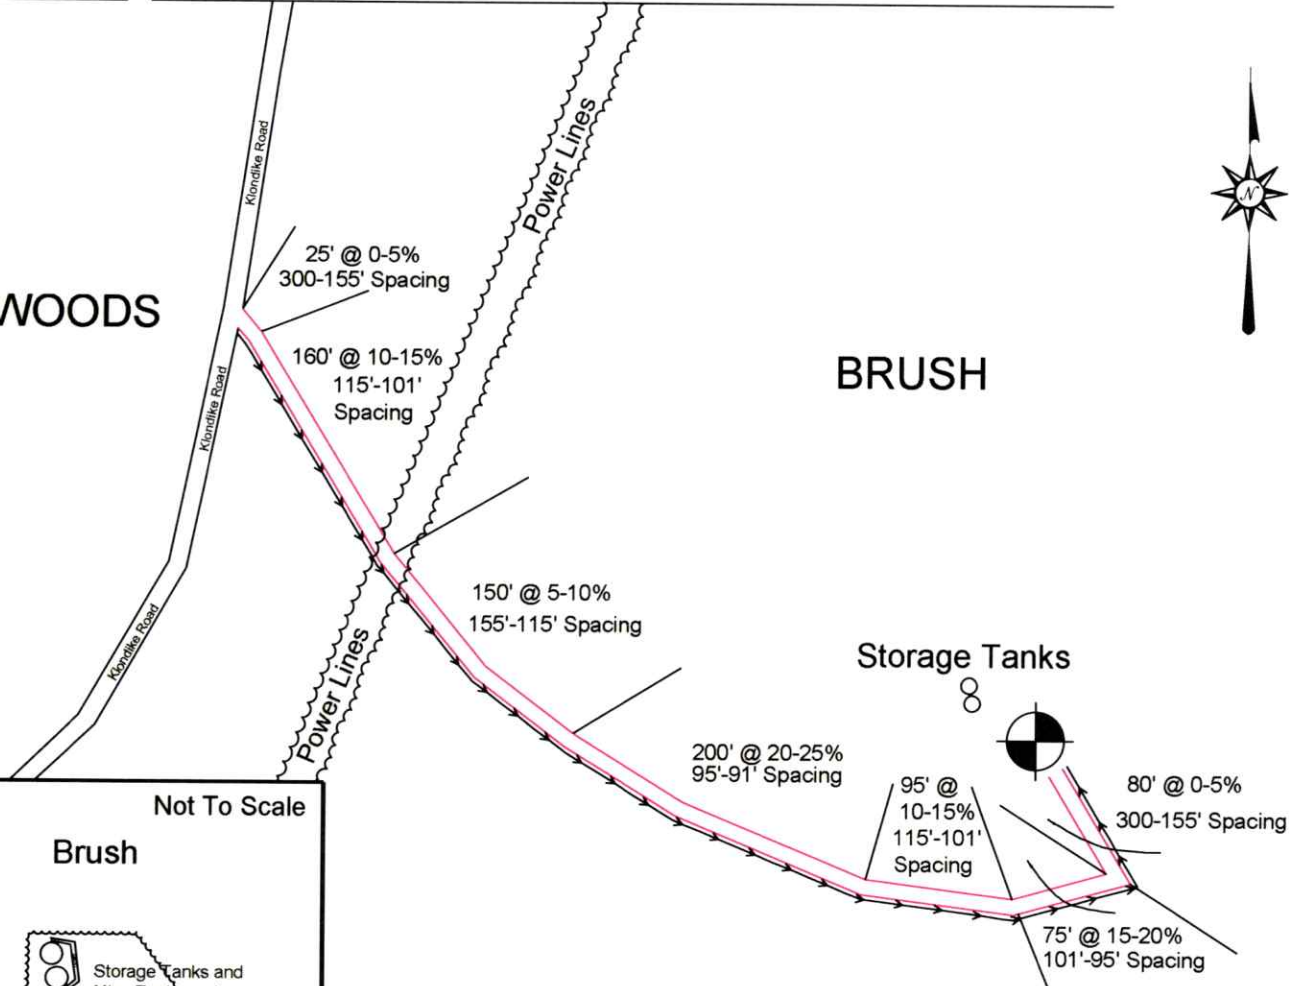 Klondike Road
Power Lines
25' @ 0-5%
300-155' Spacing
N
WOODS
160' @ 10-15%
115'-101'
Spacing
BRUSH
Klondike Road
150' @ 5-10%
155'-115' Spacing
Klondike Road
Power Lines
Storage Tanks
200' @ 20-25%
95'-91' Spacing
95' @
10-15%
115'-101'
Spacing
80' @ 0-5%
300-155' Spacing
75' @ 15-20%
101'-95' Spacing
Not To Scale
Brush
Storage Tanks and